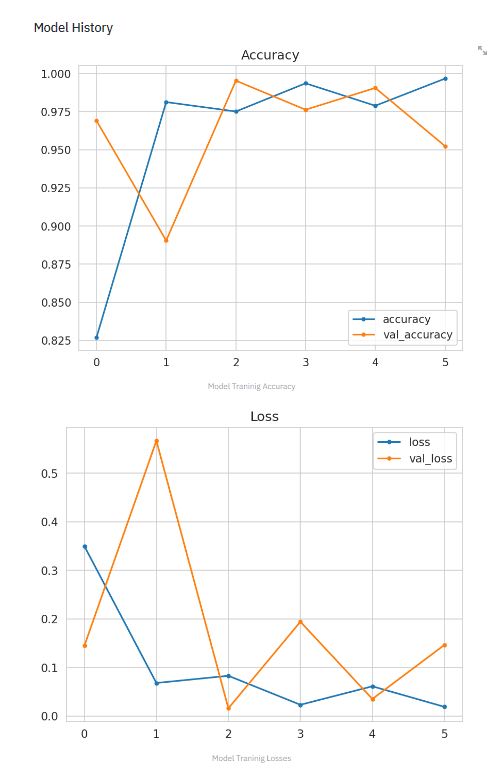 Model History
Accuracy
1.000
0.975
0.950
0.925
0.900
0.875
0.850
0.825
accuracy
val_accuracy
0 1 2 3 4 5
Model Traninig Accuracy
Loss
loss
val_loss
0.5
0.4
0.3
0.2
0.1
0.0
0 1 2 3 4 5
Model Traninig Losses